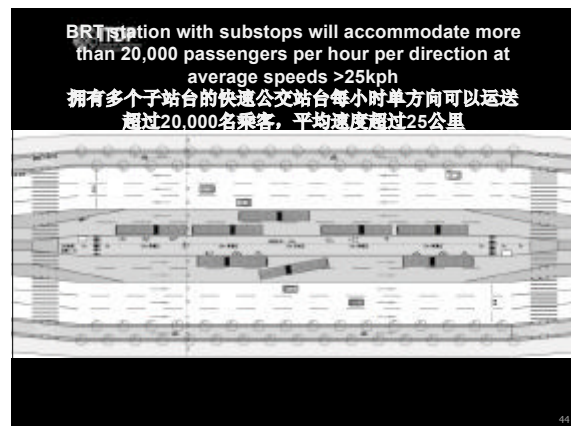 BRT station with substops will accommodate more
than 20,000 passengers per hour per direction at
average speeds >25kph
拥有多个子站台的快速公交站台每小时单方向可以运送
超过20,000名乘客，平均速度超过25公里
ITDP
44